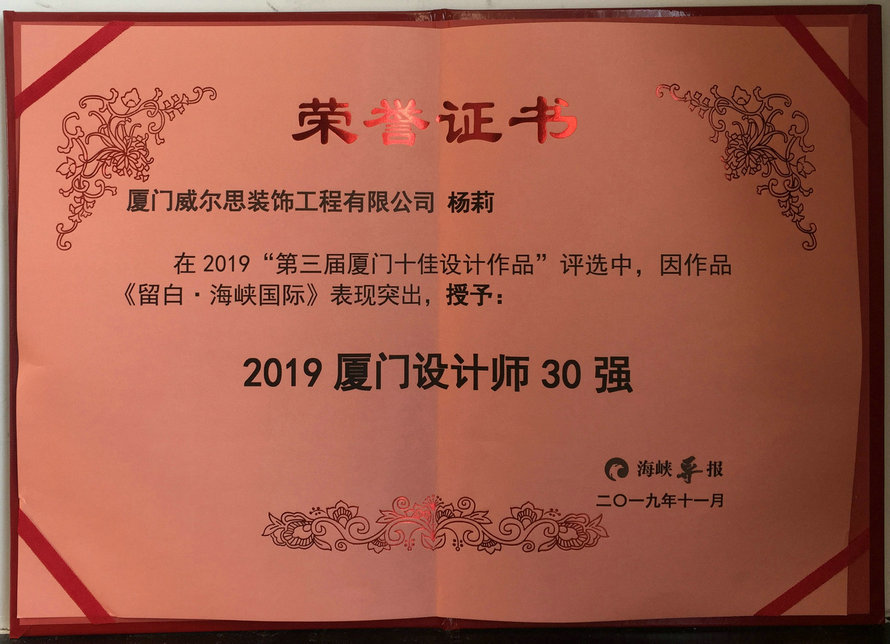 荣誉证书
厦门威尔思装饰工程有限公司 杨莉
在 2019 “第三届厦门十佳设计作品”评选中，因作品
《留白·海峡国际》表现突出，授予：
2019 厦门设计师 30 强
海峡导报
二〇一九年十一月